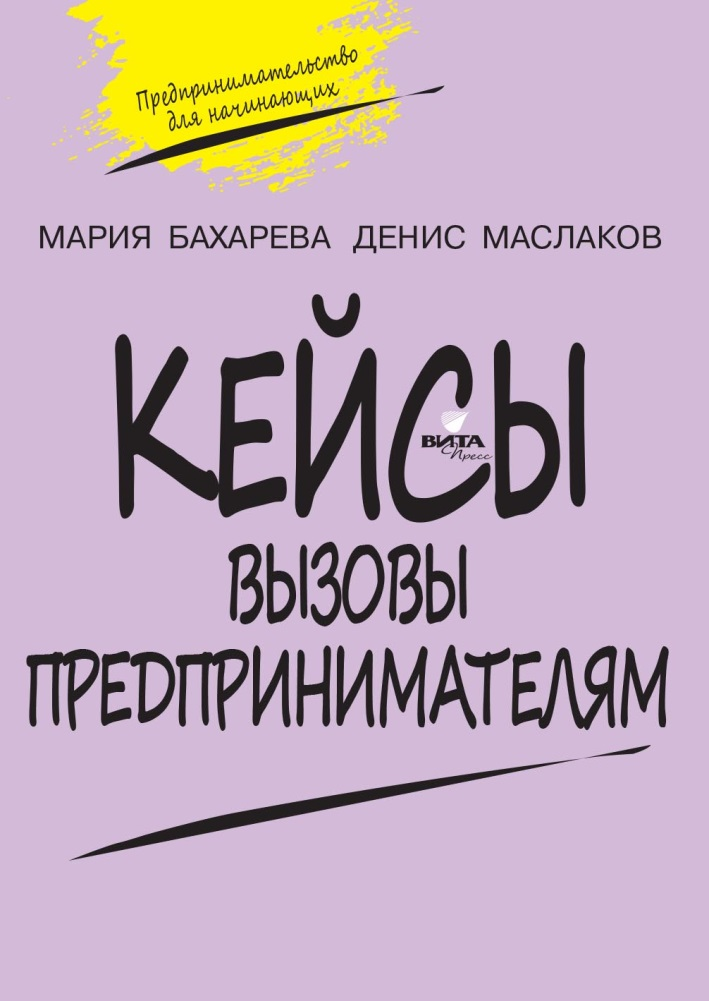 Предпринимательство
для начинающих
МАРИЯ БАХАРЕВА ДЕНИС МАСЛАКОВ
КЕЙСЫ
ВИТА
Пресс
ВЫЗОВЫ
ПРЕДПРИНИМАТЕЛЯМ